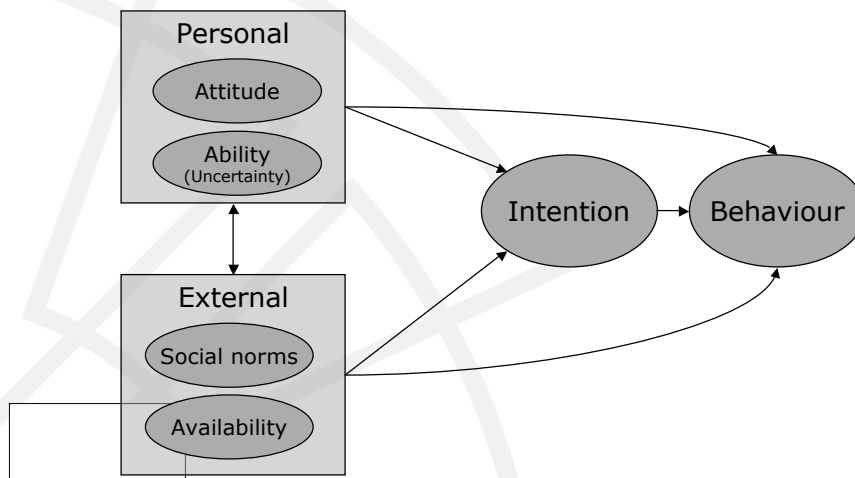 Personal
Attitude
Ability
(Uncertainty)
Intention
Behaviour
External
Social norms
Availability